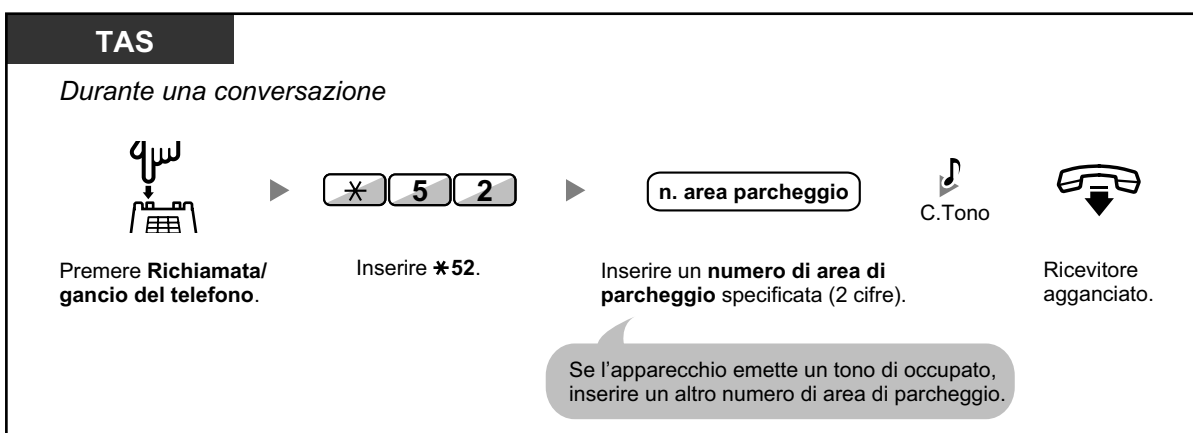 TAS
Durante una conversazione
* 5 2
n. area parcheggio
C.Tono
Premere Richiamata/
gancio del telefono.
Inserire *52.
Inserire un numero di area di
parcheggio specificata (2 cifre).
Ricevitore
agganciato.
Se l’apparecchio emette un tono di occupato,
inserire un altro numero di area di parcheggio.